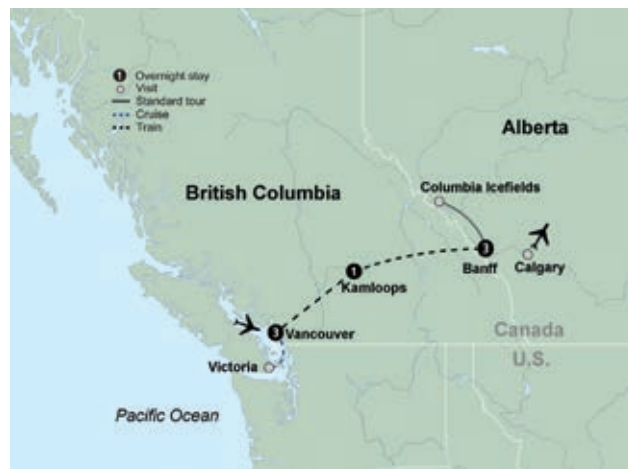 1 Overnight stay
Visit
Standard tour
Cruise
Train
Alberta
British Columbia
Columbia Icefields
3
Banff
Calgary
1
Kamloops
3 Vancouver
Victoria
Canada
U.S.
Pacific Ocean